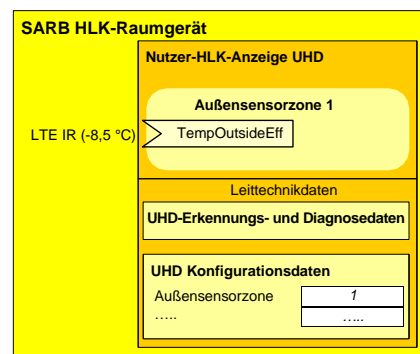 SARB HLK-Raumgerät
Nutzer-HLK-Anzeige UHD
Außensensorzone 1
LTE IR (-8,5 °C)
TempOutsideEff
Leittechnikdaten
UHD-Erkennungs- und Diagnosedaten
UHD Konfigurationsdaten
Außensensorzone 1
….. …..